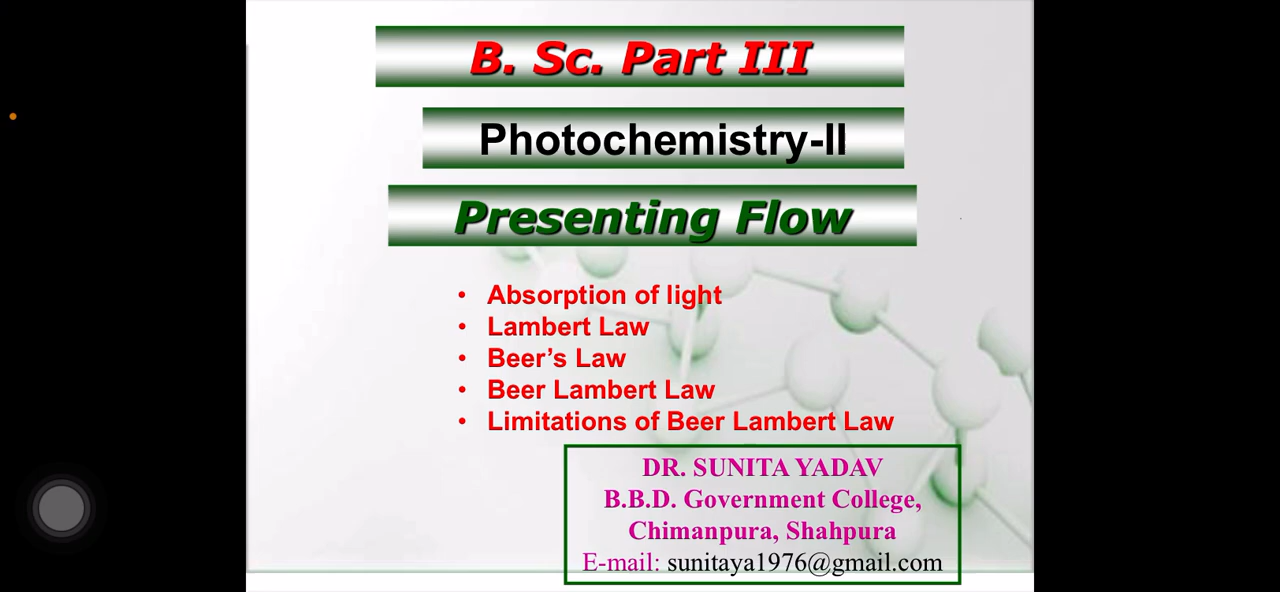 B. Sc. Part III
Photochemistry-II
Presenting Flow
• Absorption of light
• Lambert Law
• Beer’s Law
• Beer Lambert Law
• Limitations of Beer Lambert Law
DR. SUNITA YADAV
B.B.D. Government College,
Chimanpura, Shahpura
E-mail: sunitaya1976@gmail.com